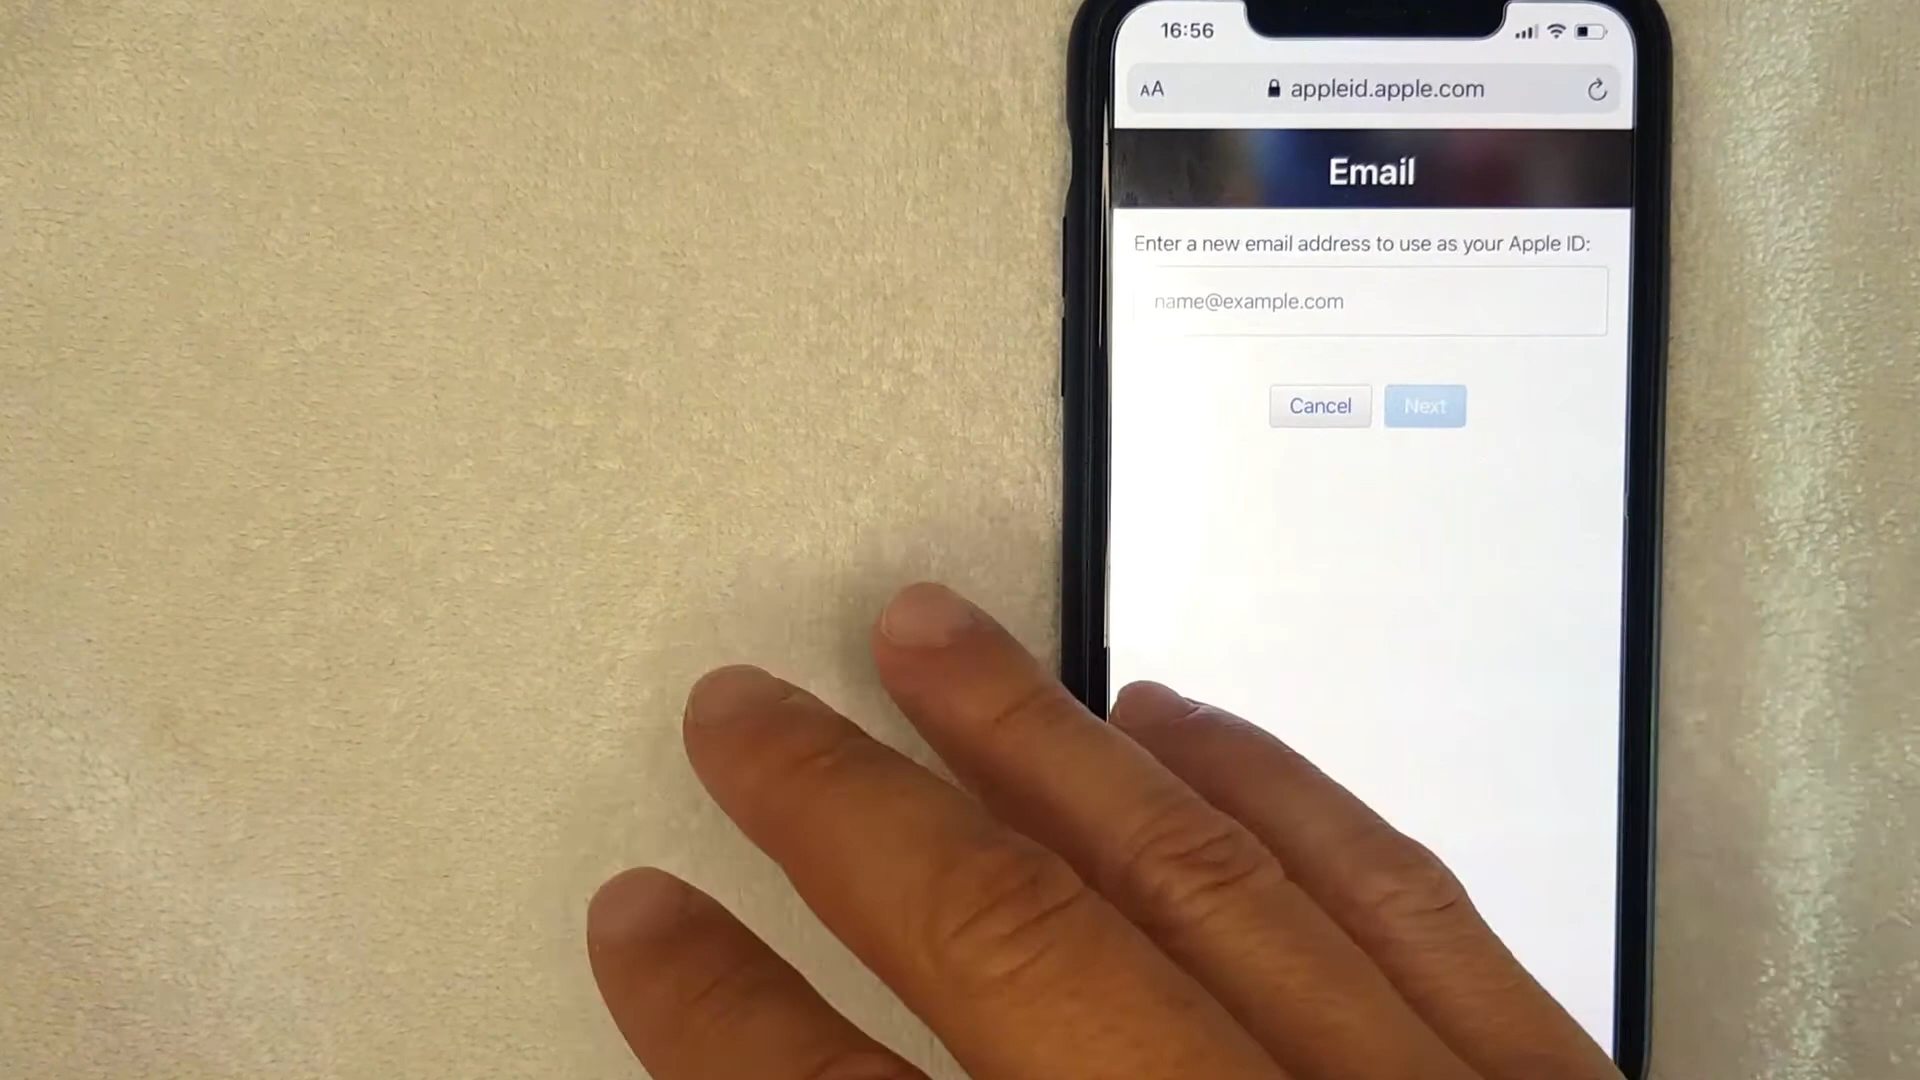 16:56
AA appleid.apple.com
Email
Enter a new email address to use as your Apple ID:
name@example.com
Cancel Next